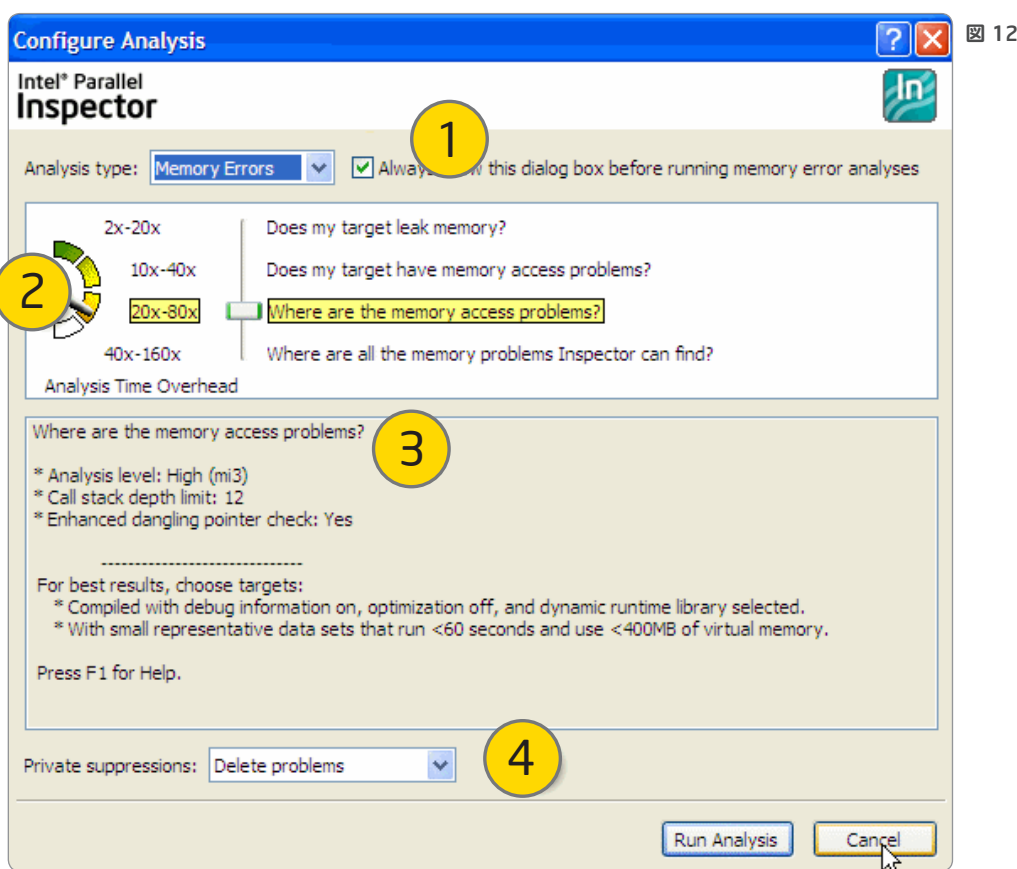 Configure Analysis
図 12
Intel® Parallel
Inspector
In
1
Analysis type: Memory Errors Always this dialog box before running memory error analyses
2x-20x Does my target leak memory?
10x-40x Does my target have memory access problems?
2
20x-80x Where are the memory access problems?
40x-160x Where are all the memory problems Inspector can find?
Analysis Time Overhead
Where are the memory access problems?
3
* Analysis level: High (mi3)
* Call stack depth limit: 12
* Enhanced dangling pointer check: Yes
------------------------------
For best results, choose targets:
* Compiled with debug information on, optimization off, and dynamic runtime library selected.
* With small representative data sets that run <60 seconds and use <400MB of virtual memory.
Press F1 for Help.
4
Private suppressions: Delete problems
Run Analysis Cancel